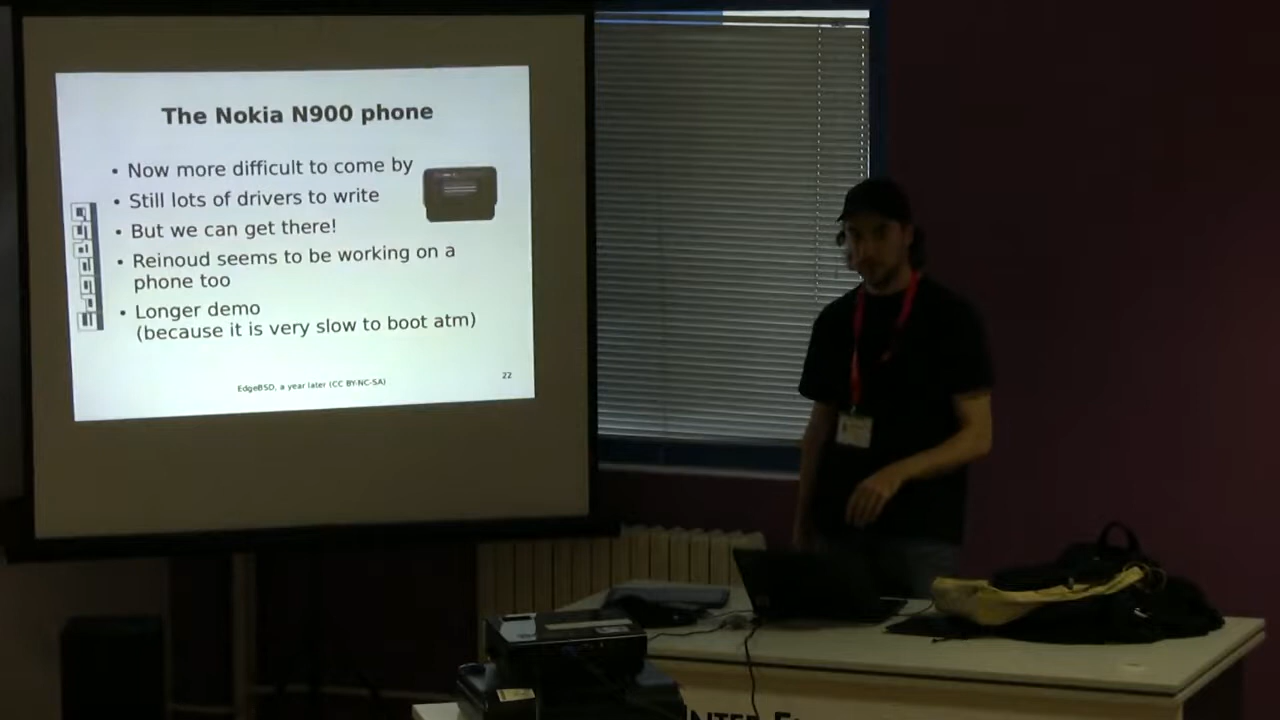 The Nokia N900 phone
• Now more difficult to come by
• Still lots of drivers to write
• But we can get there!
• Reinoud seems to be working on a
phone too
• Longer demo
(because it is very slow to boot atm)
EdgeBSD, a year later (CC BY-NC-SA)
22